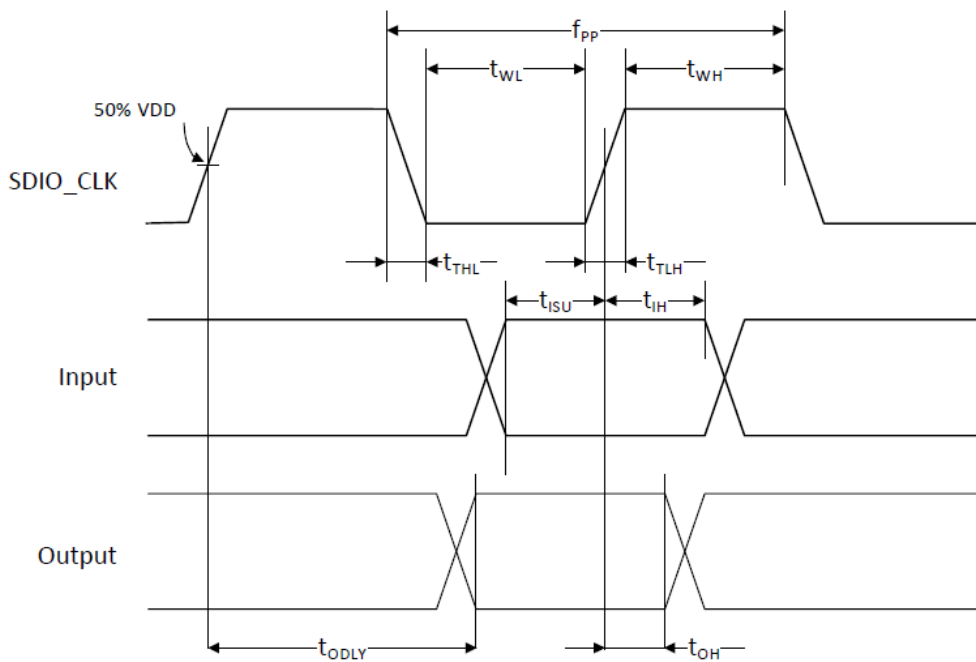 fPP
tWL
tWH
50% VDD
SDIO_CLK
tTHL
tTLH
tISU
tIH
Input
Output
tODLY
tOH